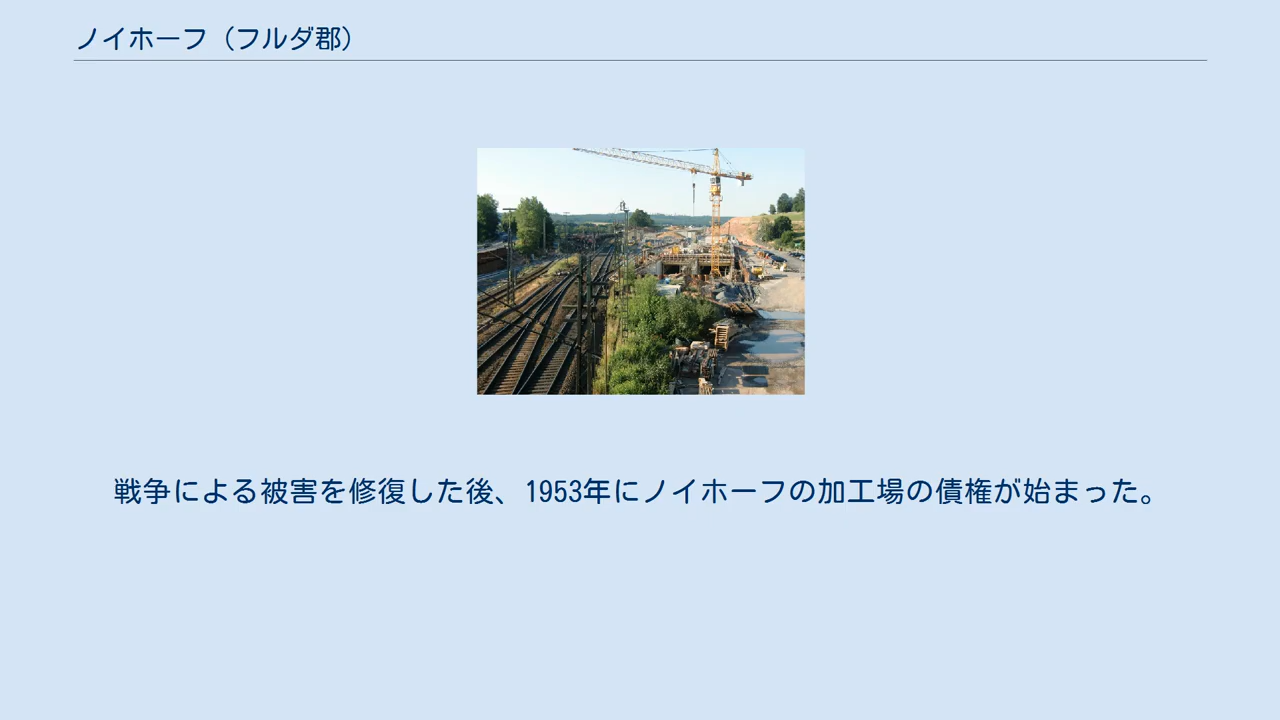 ノイホーフ（フルダ郡）
戦争による被害を修復した後、1953年にノイホーフの加工場の債権が始まった。